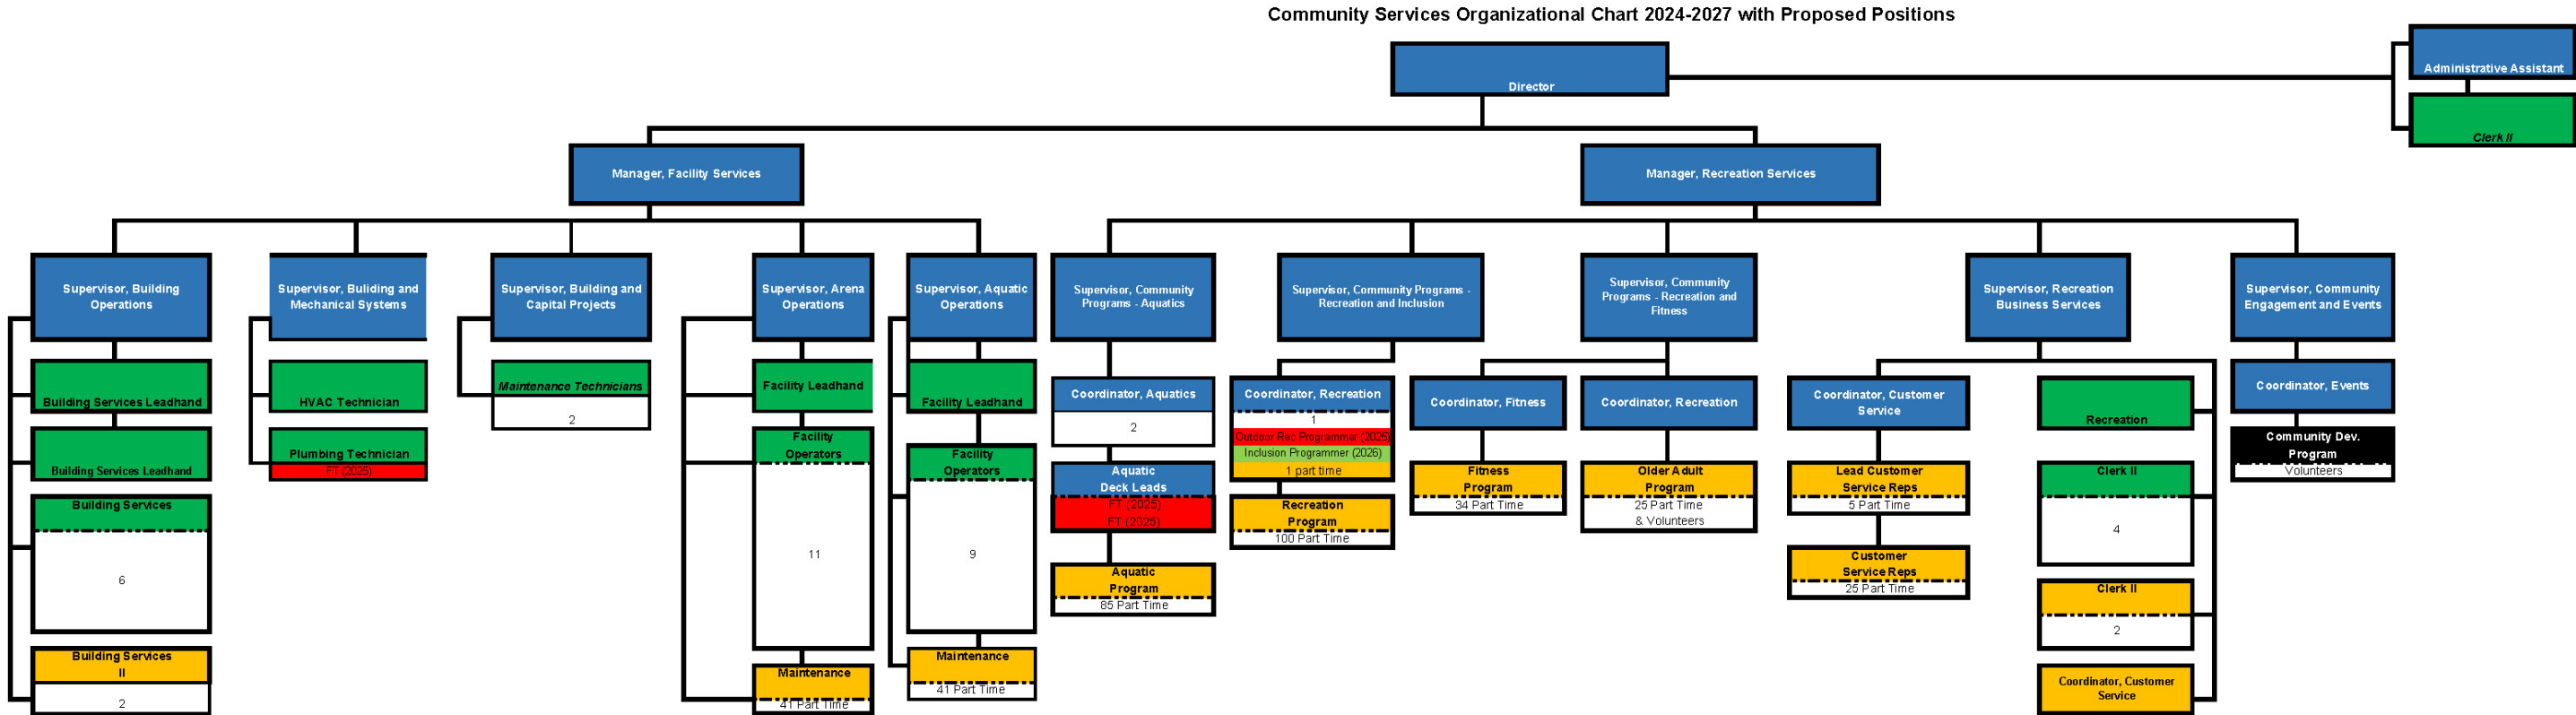 Community Services Organizational Chart 2024-2027 with Proposed Positions
Director
Administrative Assistant
Clerk II
Manager, Facility Services
Manager, Recreation Services
Supervisor, Building
Operations
Supervisor, Buliding and
Mechanical Systems
Supervisor, Building and
Capital Projects
Supervisor, Arena
Operations
Supervisor, Aquatic
Operations
Supervisor, Community
Programs - Aquatics
Supervisor, Community Programs -
Recreation and Inclusion
Supervisor, Community
Programs - Recreation and
Fitness
Supervisor, Recreation
Business Services
Supervisor, Community
Engagement and Events
Building Services Leadhand
Building Services Leadhand
Building Services
6
Building Services
II
2
HVAC Technician
Plumbing Technician
FT (2025)
Maintenance Technicians
2
Facility Leadhand
Facility
Operators
11
Maintenance
41 Part Time
Facility Leadhand
Facility
Operators
9
Maintenance
41 Part Time
Coordinator, Aquatics
2
Aquatic
Deck Leads
FT (2025)
FT (2025)
Aquatic
Program
85 Part Time
Coordinator, Recreation
1
Outdoor Rec Programmer (2025)
Inclusion Programmer (2026)
1 part time
Recreation
Program
100 Part Time
Coordinator, Fitness
Fitness
Program
34 Part Time
Coordinator, Recreation
Older Adult
Program
25 Part Time
& Volunteers
Coordinator, Customer
Service
Lead Customer
Service Reps
5 Part Time
Customer
Service Reps
25 Part Time
Recreation
Clerk II
4
Clerk II
2
Coordinator, Customer
Service
Coordinator, Events
Community Dev.
Program
Volunteers